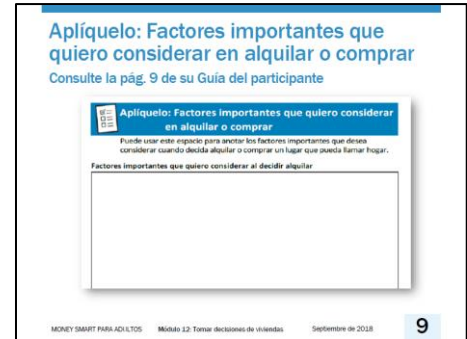 Aplíquelo: Factores importantes que
quiero considerar en alquilar o comprar
Consulte la pág. 9 de su Guía del participante
Aplíquelo: Factores importantes que quiero considerar
en alquilar o comprar
Puede usar este espacio para anotar los factores importantes que desea
considerar cuando decida alquilar o comprar un lugar que pueda llamar hogar.
Factores importantes que quiero considerar al decidir alquilar
MONEY SMART PARA ADULTOS Módulo 12: Tomar decisiones de viviendas Septiembre de 2018 9